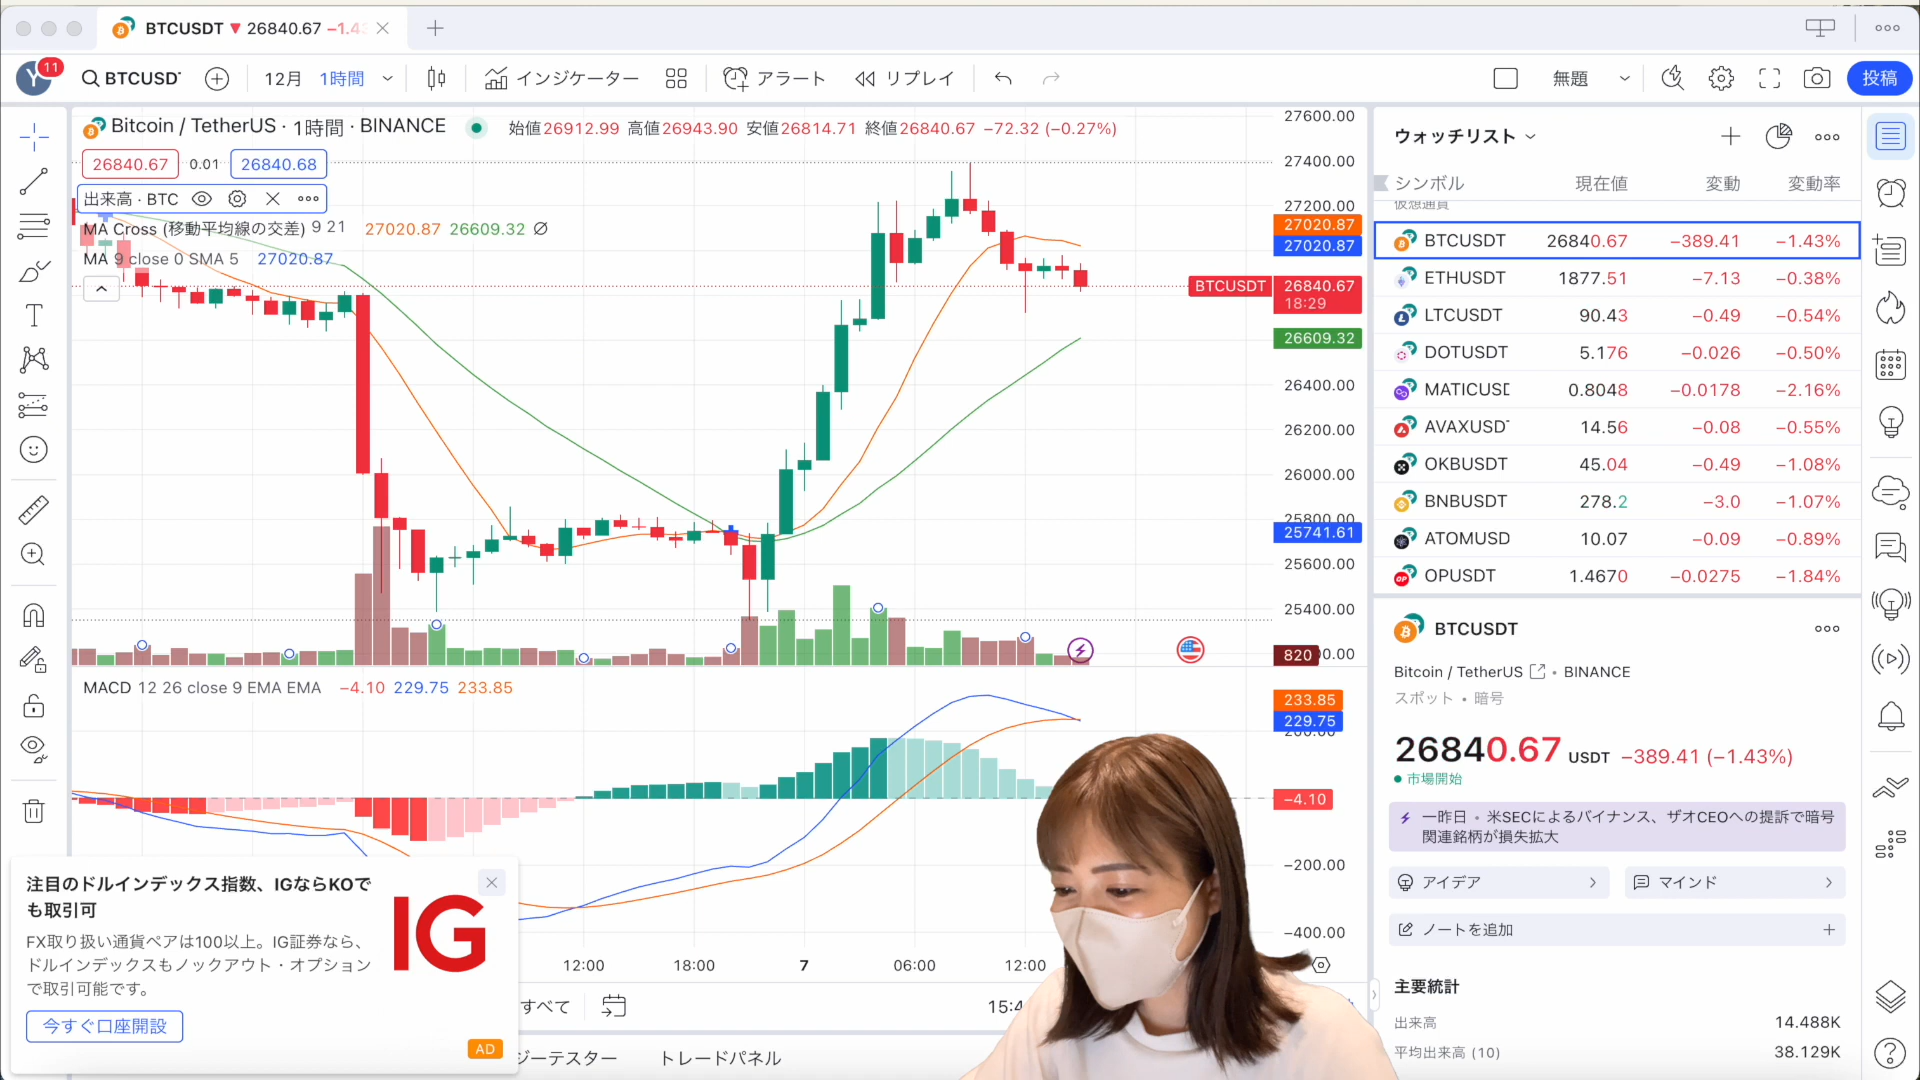 BTCUSDT ▼ 26840.67 −1.43
Y 11 BTCUSDT 12月 1時間 インジケーター アラート リプレイ 無題 投稿
Bitcoin / TetherUS · 1時間 · BINANCE 始値26912.99 高値26943.90 安値26814.71 終値26840.67 −72.32 (−0.27%)
26840.67 0.01 26840.68
出来高 · BTC
MA Cross (移動平均線の交差) 9 21 27020.87 26609.32 Ø
MA 9 close 0 SMA 5 27020.87
27600.00
27400.00
27200.00
27020.87
27020.87
BTCUSDT 26840.67
18:29
26609.32
26400.00
26200.00
26000.00
25800.00
25741.61
25600.00
25400.00
820
MACD 12 26 close 9 EMA EMA −4.10 229.75 233.85
233.85
229.75
200.00
−4.10
−200.00
−400.00
12:00 18:00 7 06:00 12:00
すべて 15:4
ジーテスター トレードパネル
注目のドルインデックス指数、IGならKOで
も取引可
FX取り扱い通貨ペアは100以上。IG証券なら、
ドルインデックスもノックアウト・オプション
で取引可能です。
今すぐ口座開設
IG
AD
ウォッチリスト
シンボル 現在値 変動 変動率
仮想通貨
BTCUSDT 26840.67 −389.41 −1.43%
ETHUSDT 1877.51 −7.13 −0.38%
LTCUSDT 90.43 −0.49 −0.54%
DOTUSDT 5.176 −0.026 −0.50%
MATICUSD 0.8048 −0.0178 −2.16%
AVAXUSD 14.56 −0.08 −0.55%
OKBUSDT 45.04 −0.49 −1.08%
BNBUSDT 278.2 −3.0 −1.07%
ATOMUSD 10.07 −0.09 −0.89%
OPUSDT 1.4670 −0.0275 −1.84%
BTCUSDT
Bitcoin / TetherUS • BINANCE
スポット • 暗号
26840.67 USDT −389.41 (−1.43%)
市場開始
一昨日 • 米SECによるバイナンス、ザオCEOへの提訴で暗号
関連銘柄が損失拡大
アイデア マインド
ノートを追加
主要統計
出来高 14.488K
平均出来高 (10) 38.129K